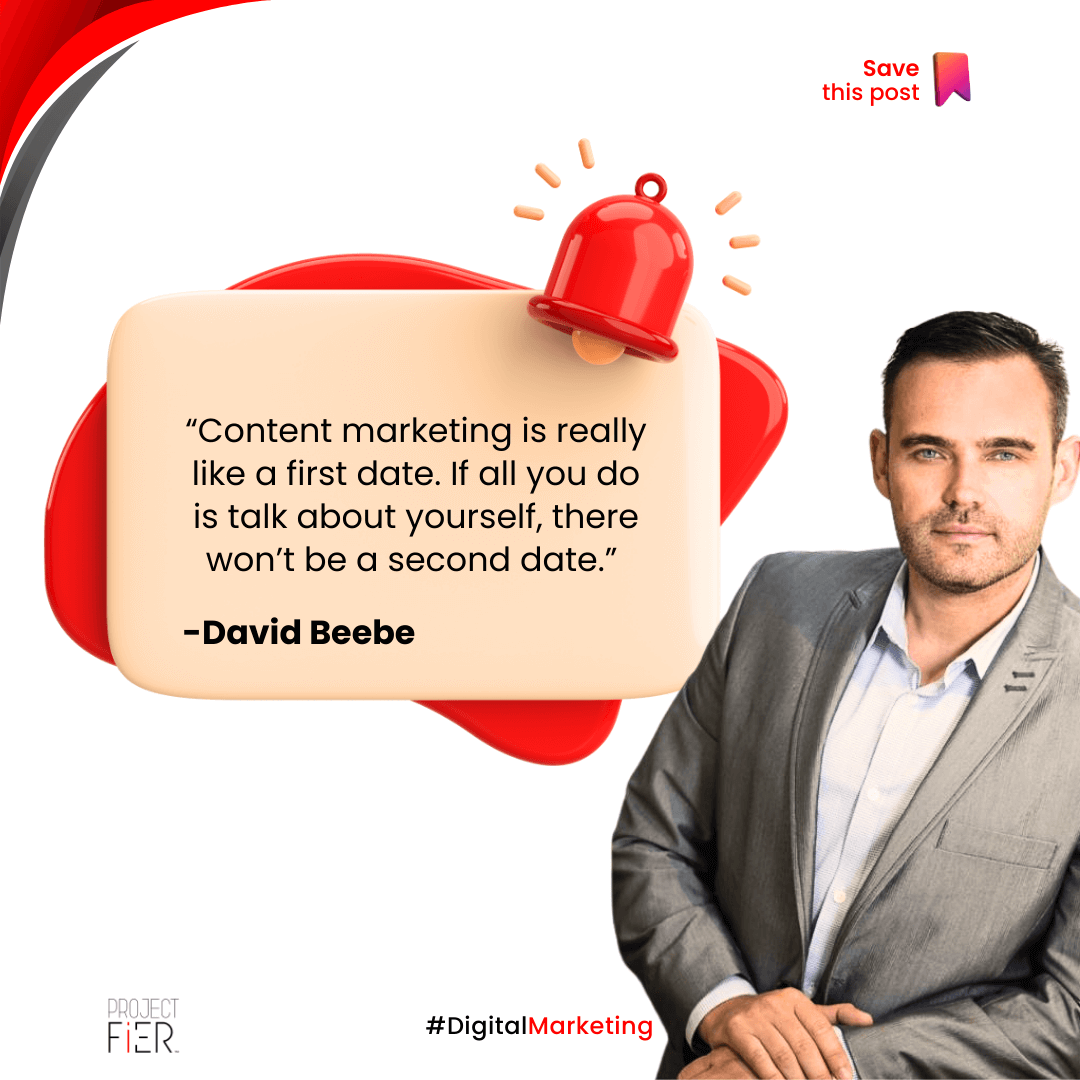 Save
this post
“Content marketing is really
like a first date. If all you do
is talk about yourself, there
won’t be a second date.”
-David Beebe
PROJECT
FiER
#DigitalMarketing